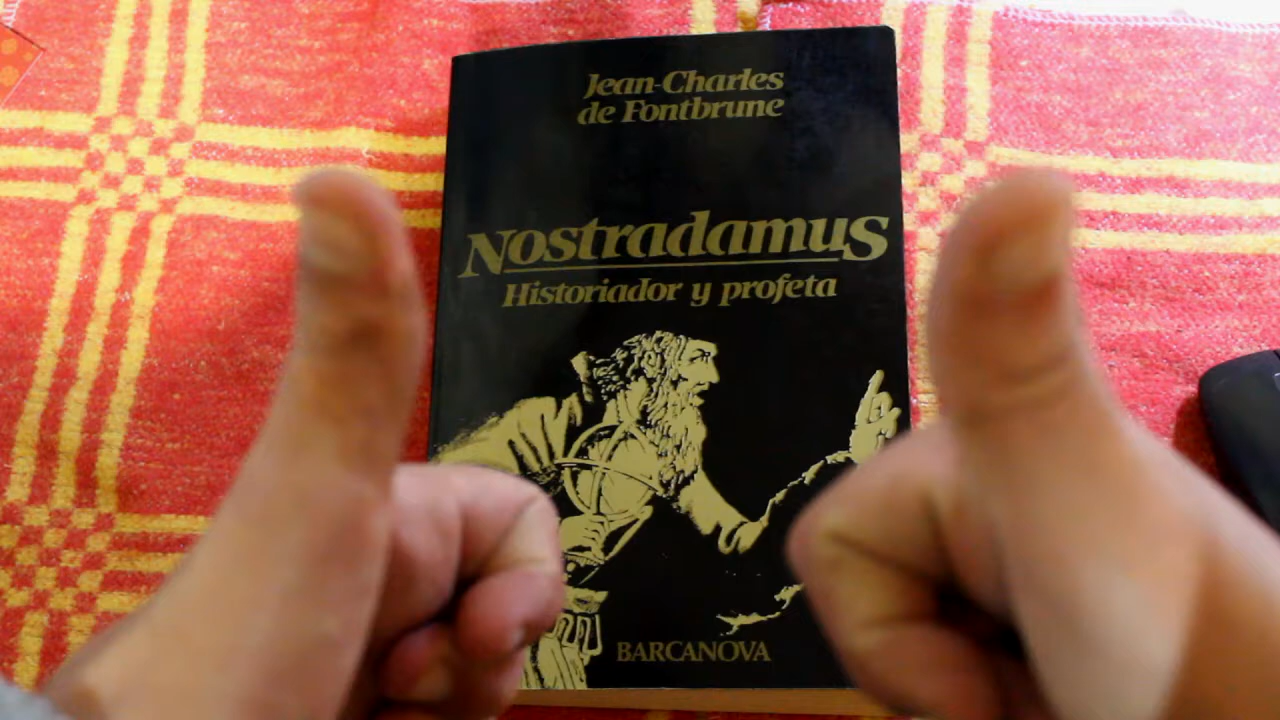 Jean-Charles
de Fontbrune
Nostradamus
Historiador y profeta
BARCANOVA